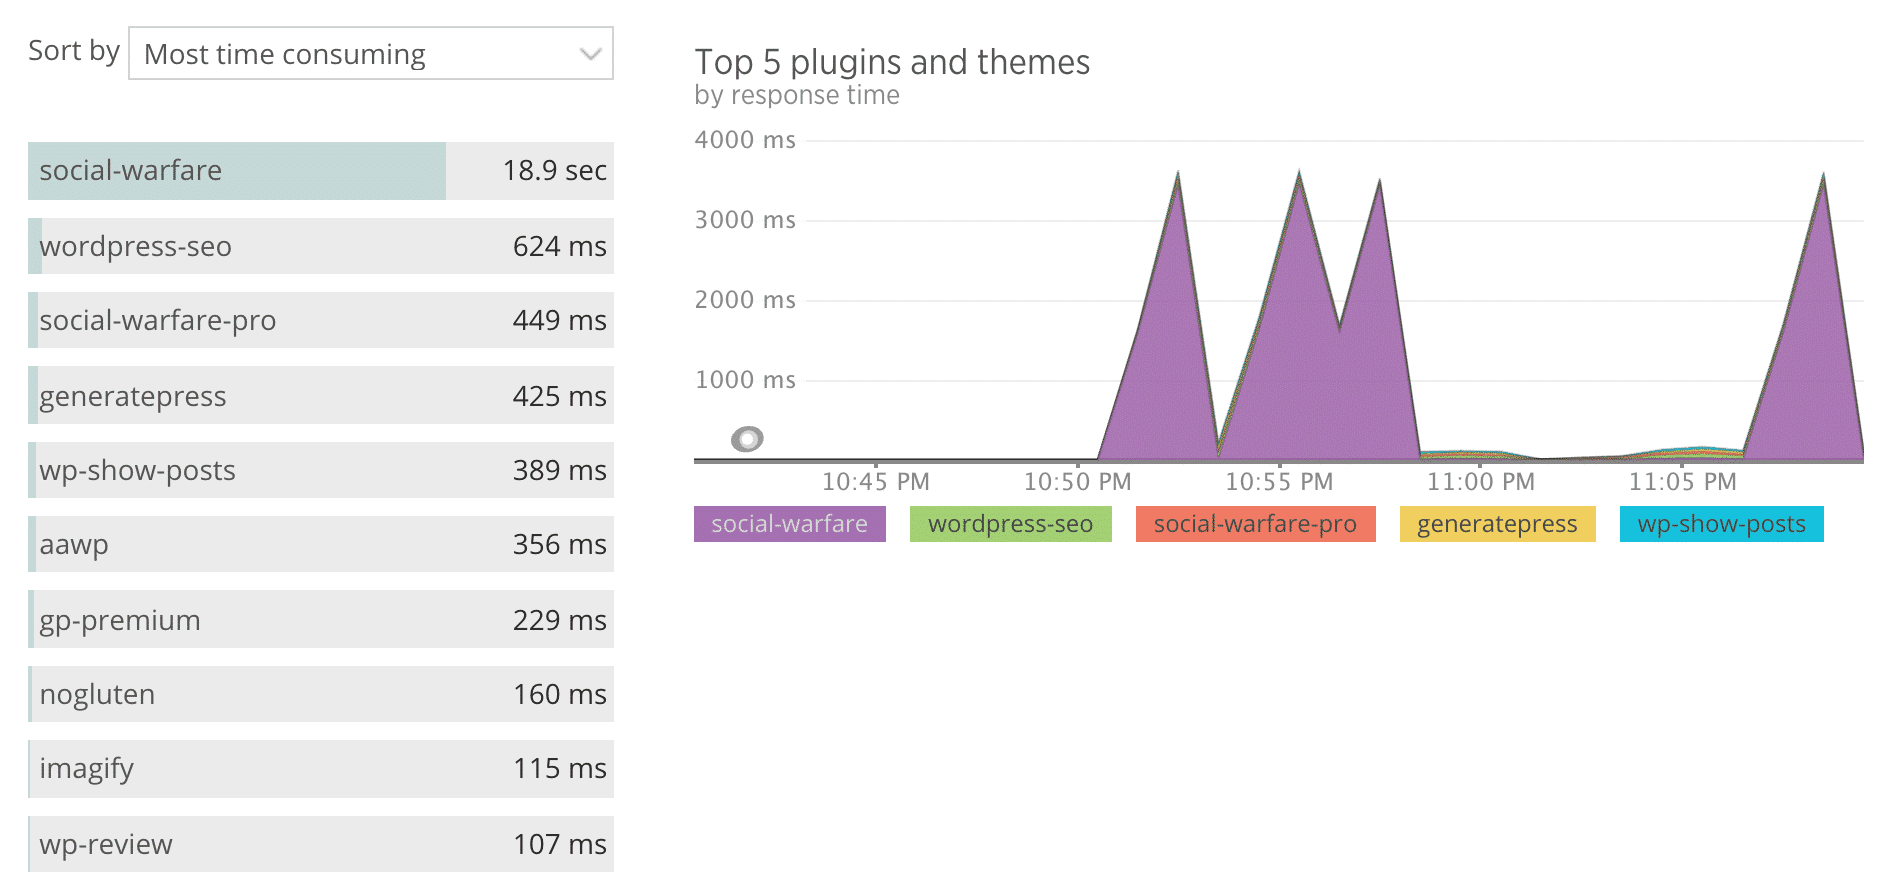 Sort by Most time consuming
social-warfare 18.9 sec
wordpress-seo 624 ms
social-warfare-pro 449 ms
generatepress 425 ms
wp-show-posts 389 ms
aawp 356 ms
gp-premium 229 ms
nogluten 160 ms
imagify 115 ms
wp-review 107 ms
Top 5 plugins and themes
by response time
4000 ms
3000 ms
2000 ms
1000 ms
10:45 PM 10:50 PM 10:55 PM 11:00 PM 11:05 PM
social-warfare wordpress-seo social-warfare-pro generatepress wp-show-posts